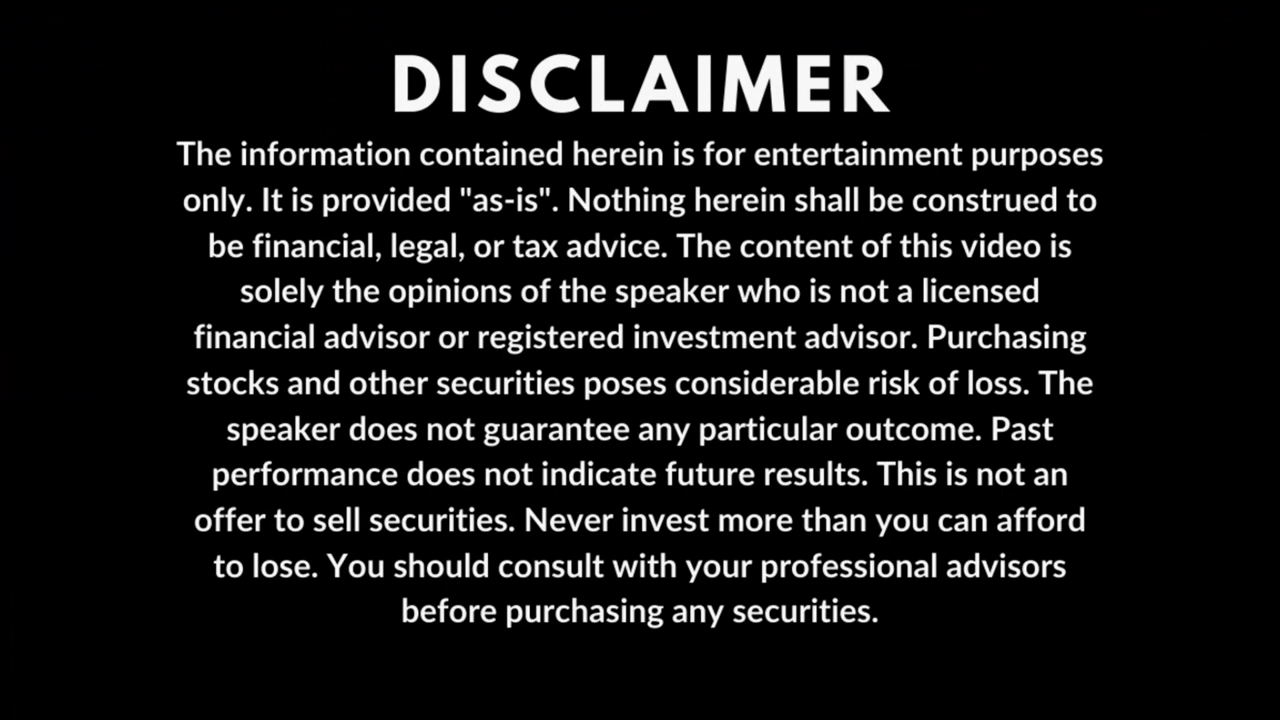 DISCLAIMER
The information contained herein is for entertainment purposes
only. It is provided "as-is". Nothing herein shall be construed to
be financial, legal, or tax advice. The content of this video is
solely the opinions of the speaker who is not a licensed
financial advisor or registered investment advisor. Purchasing
stocks and other securities poses considerable risk of loss. The
speaker does not guarantee any particular outcome. Past
performance does not indicate future results. This is not an
offer to sell securities. Never invest more than you can afford
to lose. You should consult with your professional advisors
before purchasing any securities.